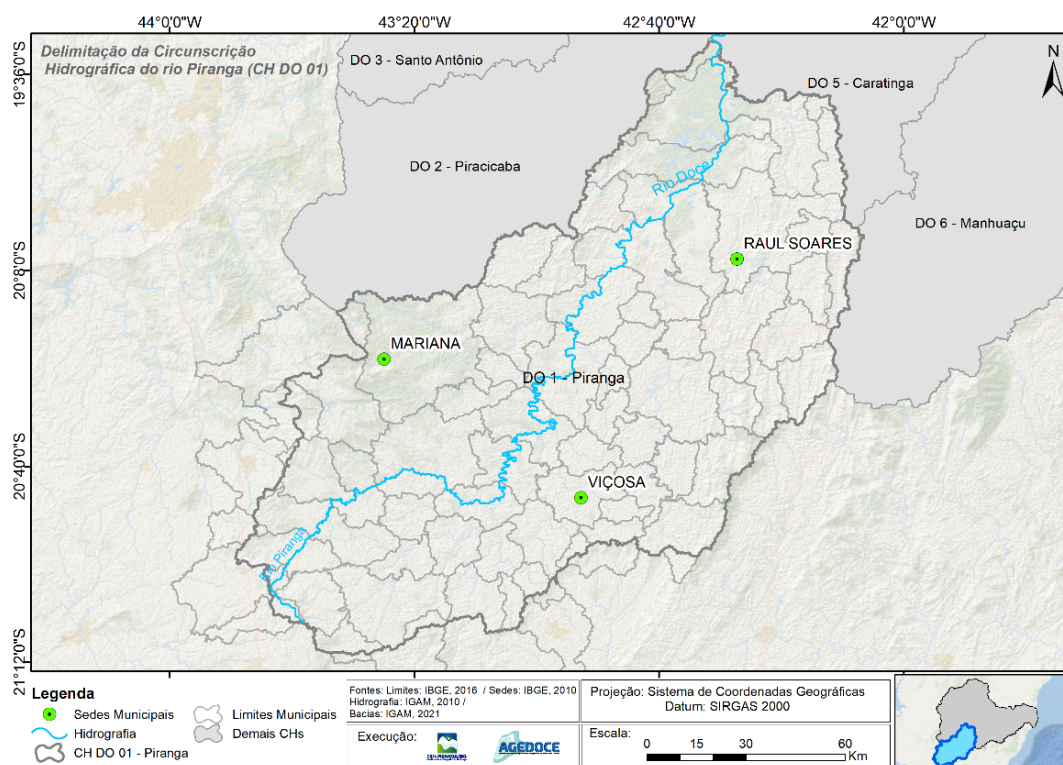 44°0'0"W
43°20'0"W
42°40'0"W
42°0'0"W
Delimitação da Circunscrição
Hidrográfica do rio Piranga (CH DO 01)
DO 3 - Santo Antônio
DO 5 - Caratinga
N
19°36'0"S
DO 2 - Piracicaba
Rio Doce
DO 6 - Manhuaçu
RAUL SOARES
20°8'0"S
MARIANA
DO 1 - Piranga
20°40'0"S
VIÇOSA
Rio Piranga
21°12'0"S
Legenda
Sedes Municipais
Limites Municipais
Hidrografia
Demais CHs
CH DO 01 - Piranga
Fontes: Limites: IBGE, 2016 / Sedes: IBGE, 2010
Hidrografia: IGAM, 2010 /
Bacias: IGAM, 2021
Execução:
AGEDOCE
Projeção: Sistema de Coordenadas Geográficas
Datum: SIRGAS 2000
Escala:
0 15 30 60
Km